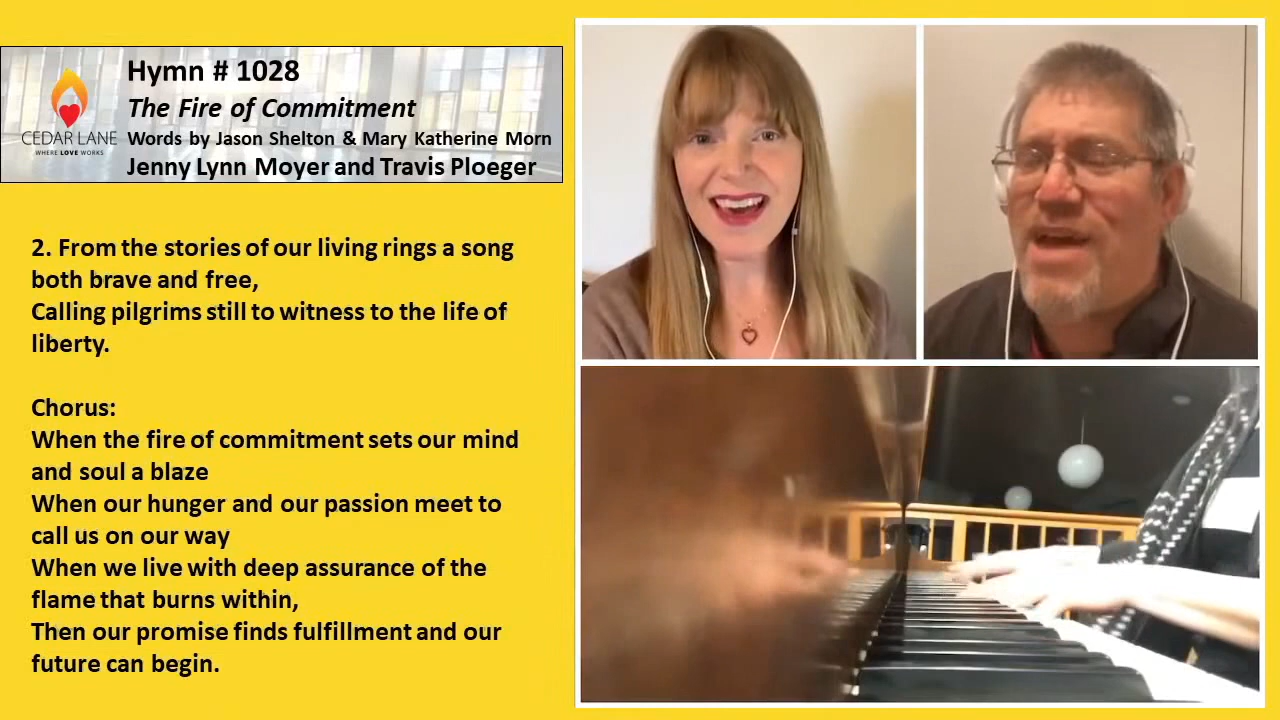 Hymn # 1028
The Fire of Commitment
CEDAR LANE
WHERE LOVE WORKS
Words by Jason Shelton & Mary Katherine Morn
Jenny Lynn Moyer and Travis Ploeger
2. From the stories of our living rings a song
both brave and free,
Calling pilgrims still to witness to the life of
liberty.
Chorus:
When the fire of commitment sets our mind
and soul a blaze
When our hunger and our passion meet to
call us on our way
When we live with deep assurance of the
flame that burns within,
Then our promise finds fulfillment and our
future can begin.